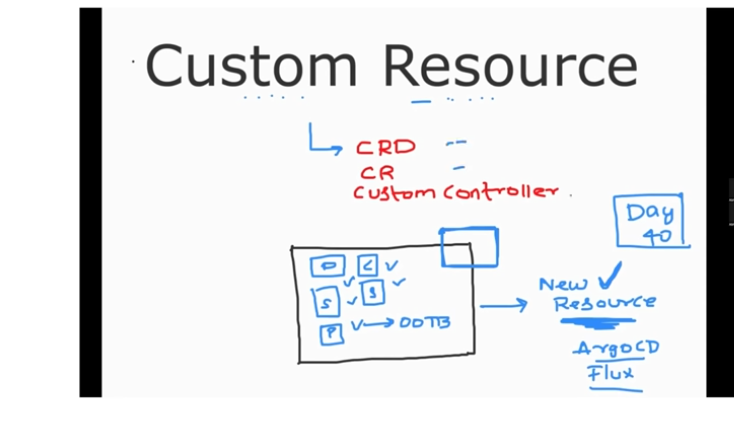 Custom Resource
CRD
CR
Custom Controller.
Day
40
D C
S S
P OOTB
New
Resource
ArgoCD
Flux